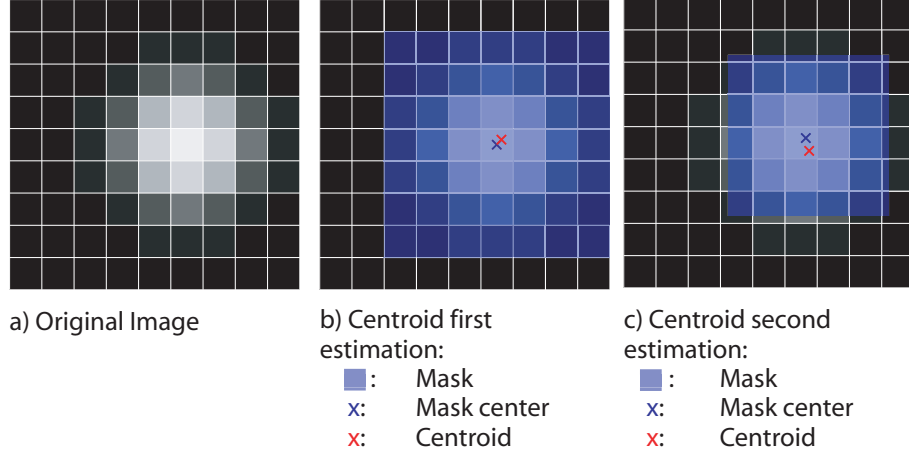 a) Original Image
b) Centroid first
estimation:
: Mask
x: Mask center
x: Centroid
c) Centroid second
estimation:
: Mask
x: Mask center
x: Centroid